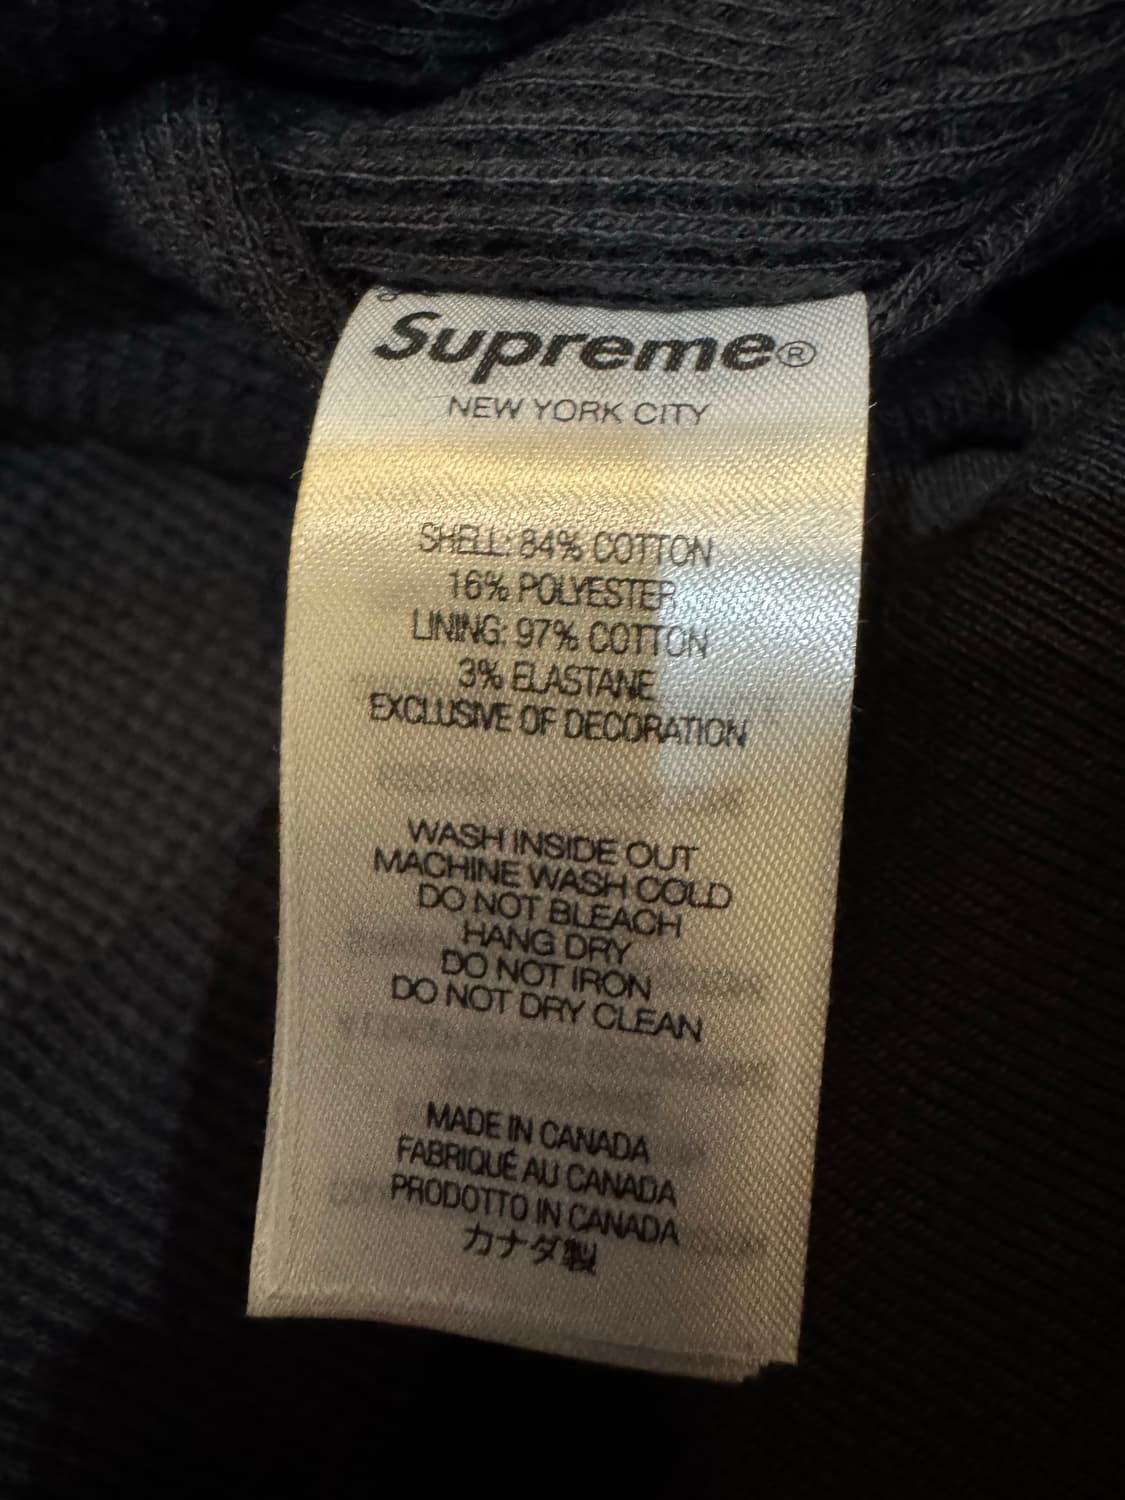 Supreme®
NEW YORK CITY
SHELL: 84% COTTON
16% POLYESTER
LINING: 97% COTTON
3% ELASTANE
EXCLUSIVE OF DECORATION
WASH INSIDE OUT
MACHINE WASH COLD
DO NOT BLEACH
HANG DRY
DO NOT IRON
DO NOT DRY CLEAN
MADE IN CANADA
FABRIQUÉ AU CANADA
PRODOTTO IN CANADA
カナダ製